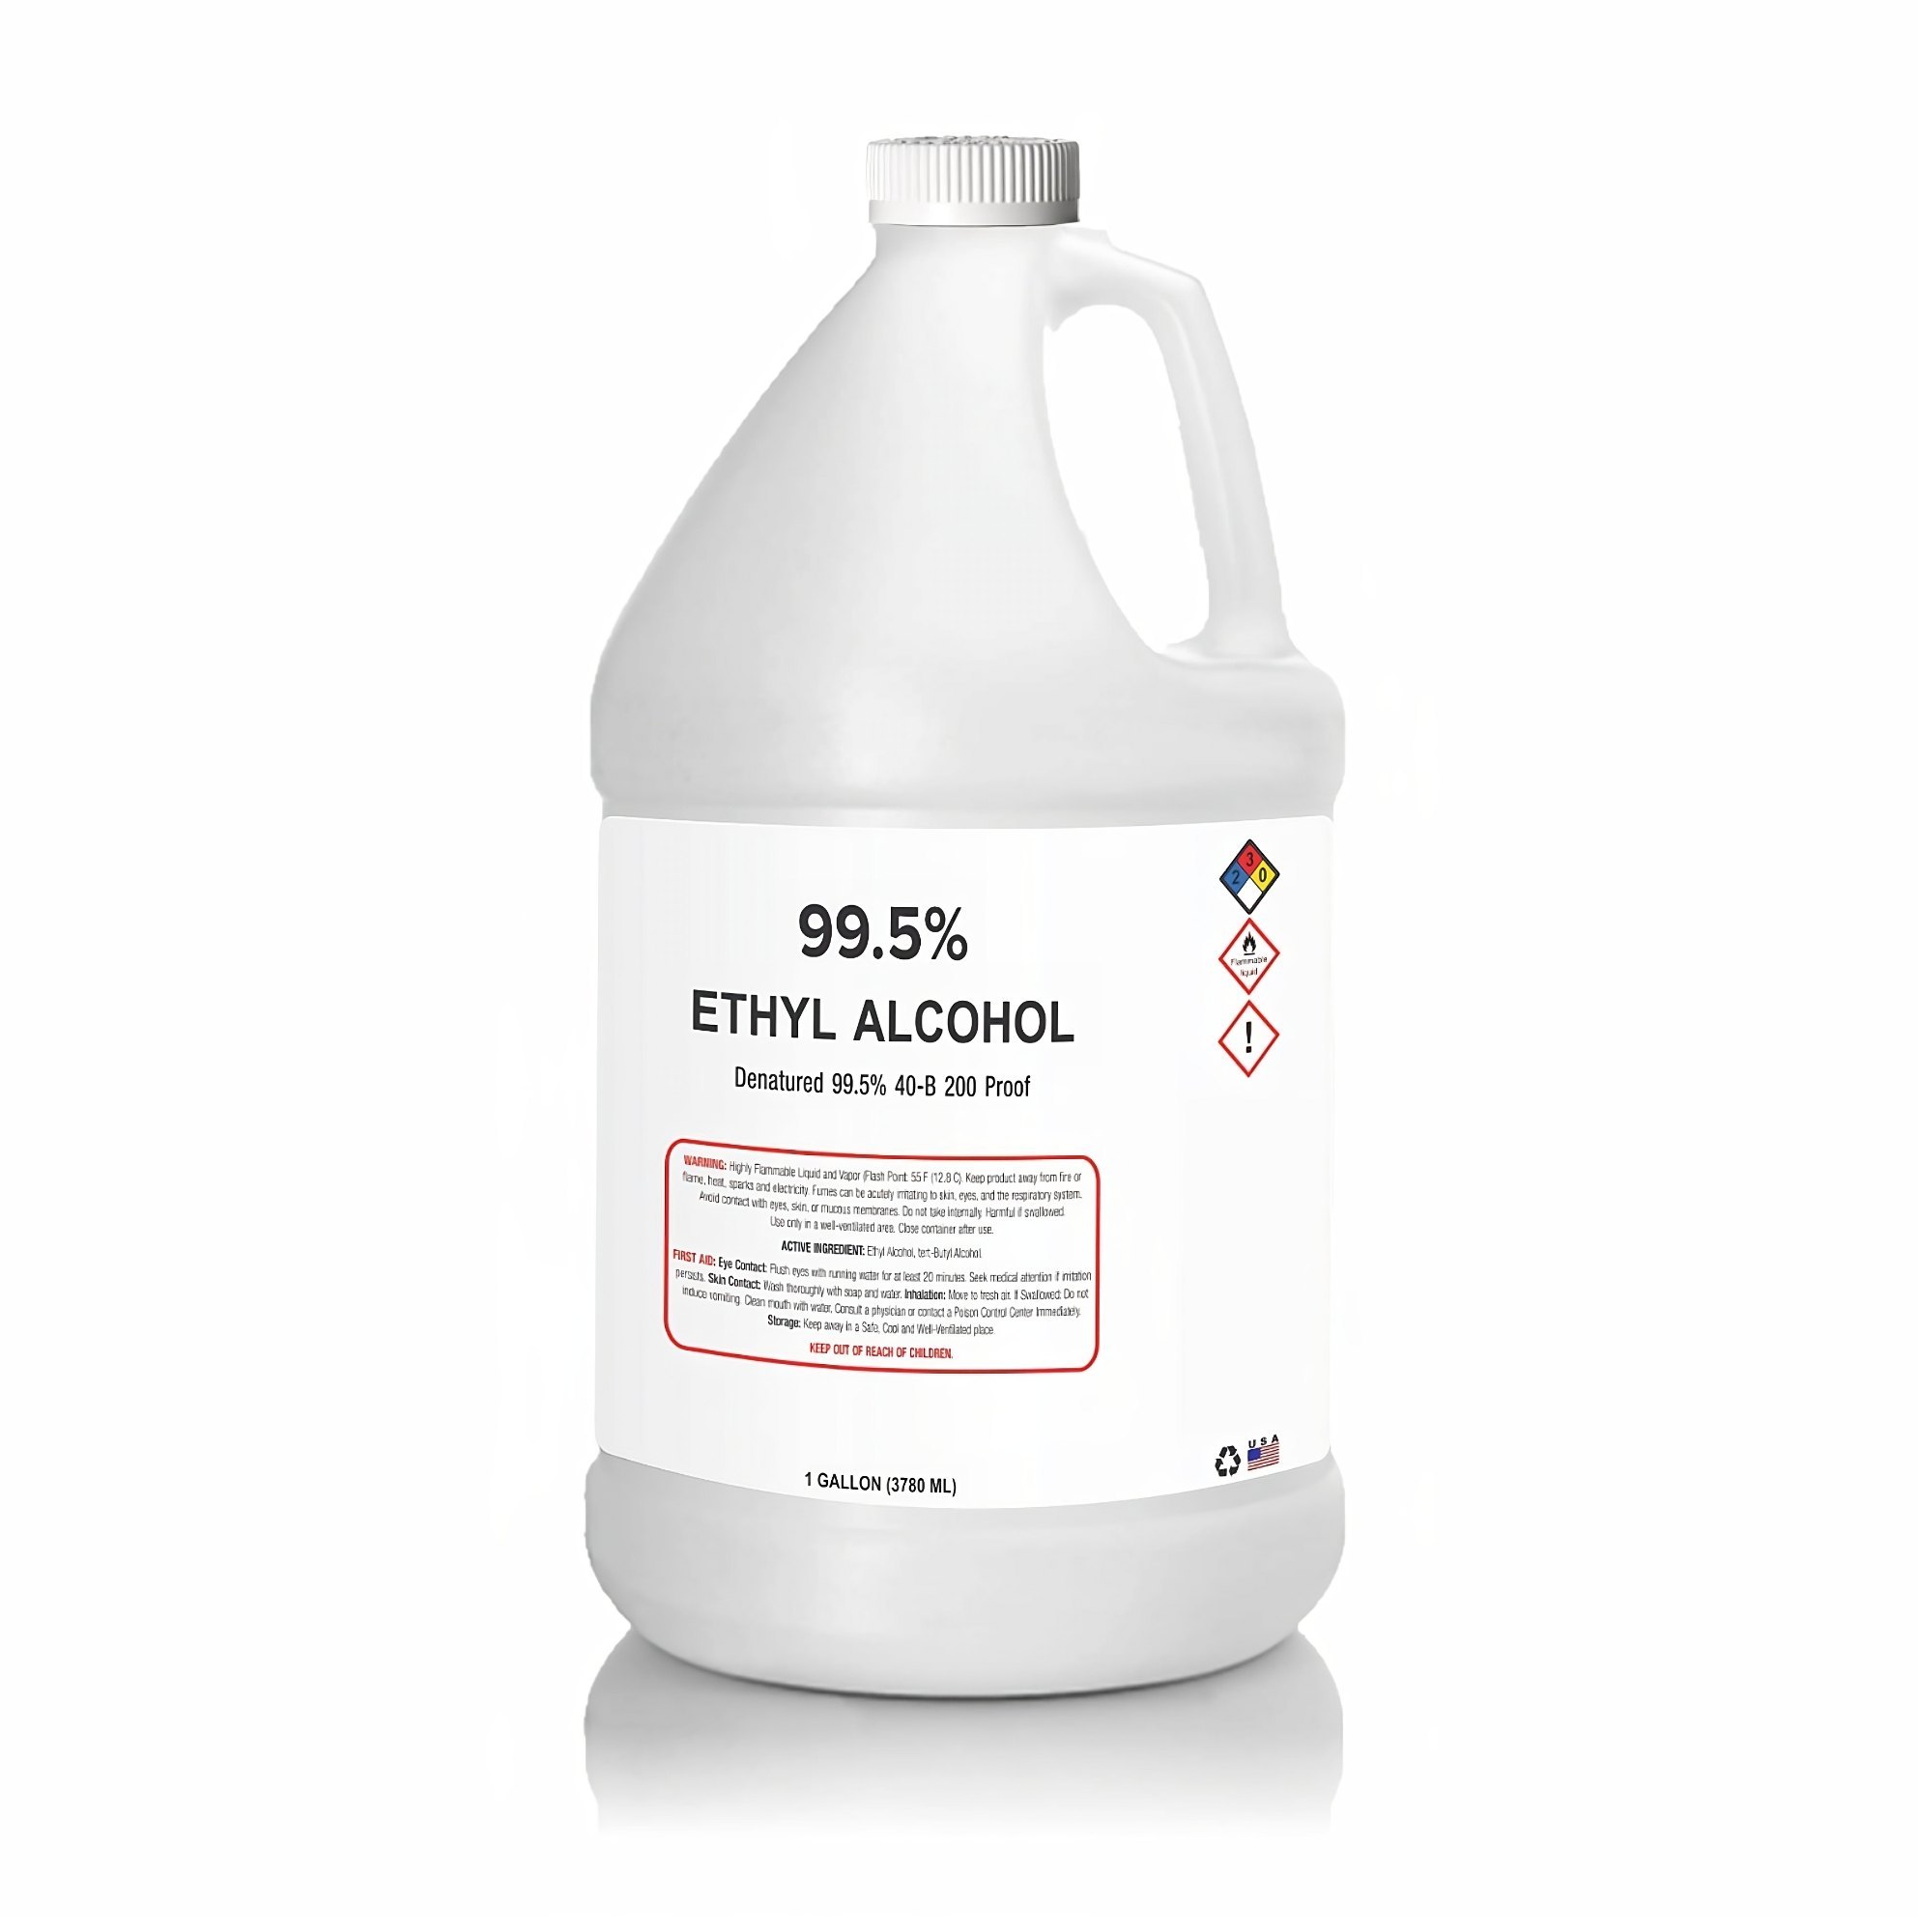 3
2 0
Flammable
liquid
!
99.5%
ETHYL ALCOHOL
Denatured 99.5% 40-B 200 Proof
WARNING: Highly Flammable Liquid and Vapor (Flash Point: 55 F (12.8 C). Keep product away from fire or
flame, heat, sparks and electricity. Fumes can be acutely irritating to skin, eyes, and the respiratory system.
Avoid contact with eyes, skin, or mucous membranes. Do not take internally. Harmful if swallowed.
Use only in a well-ventilated area. Close container after use.
ACTIVE INGREDIENT: Ethyl Alcohol, tert-Butyl Alcohol.
FIRST AID: Eye Contact: Flush eyes with running water for at least 20 minutes. Seek medical attention if irritation
persists. Skin Contact: Wash thoroughly with soap and water. Inhalation: Move to fresh air. If Swallowed: Do not
induce vomiting. Clean mouth with water. Consult a physician or contact a Poison Control Center Immediately.
Storage: Keep away in a Safe, Cool and Well-Ventilated place.
KEEP OUT OF REACH OF CHILDREN.
USA
1 GALLON (3780 ML)